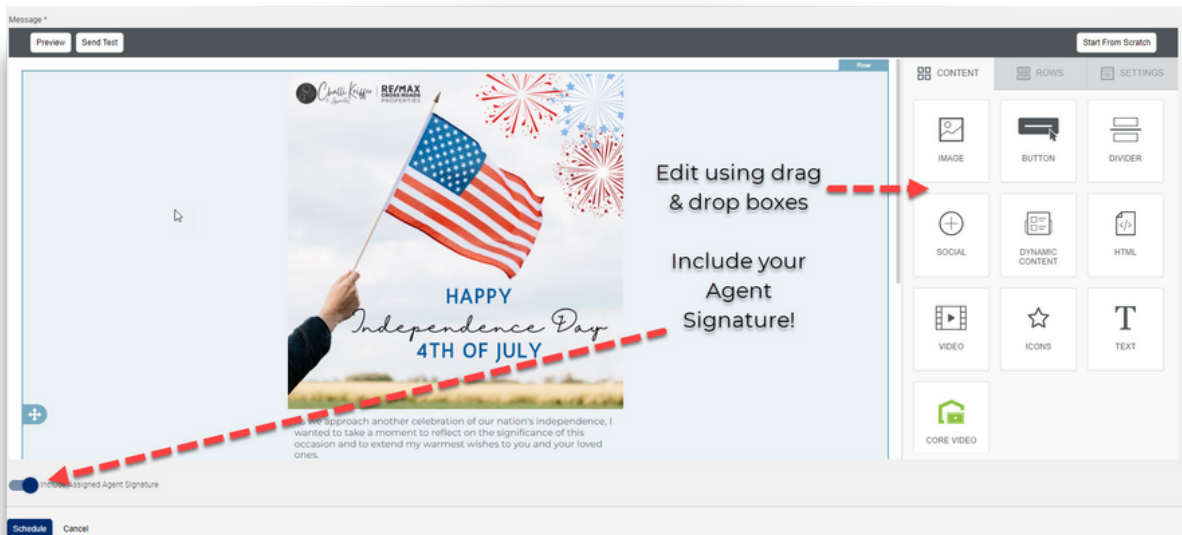 Message *
Preview
Send Test
Start From Scratch
Row
CONTENT
ROWS
SETTINGS
RE/MAX
CROSS ROADS
PROPERTIES
IMAGE
BUTTON
DIVIDER
Edit using drag
& drop boxes
SOCIAL
DYNAMIC
CONTENT
HTML
Include your
Agent
Signature!
HAPPY
Independence Day
4TH OF JULY
VIDEO
ICONS
T
TEXT
As we approach another celebration of our nation's independence, I
wanted to take a moment to reflect on the significance of this
occasion and to extend my warmest wishes to you and your loved
ones.
CORE VIDEO
Include Assigned Agent Signature
Schedule
Cancel